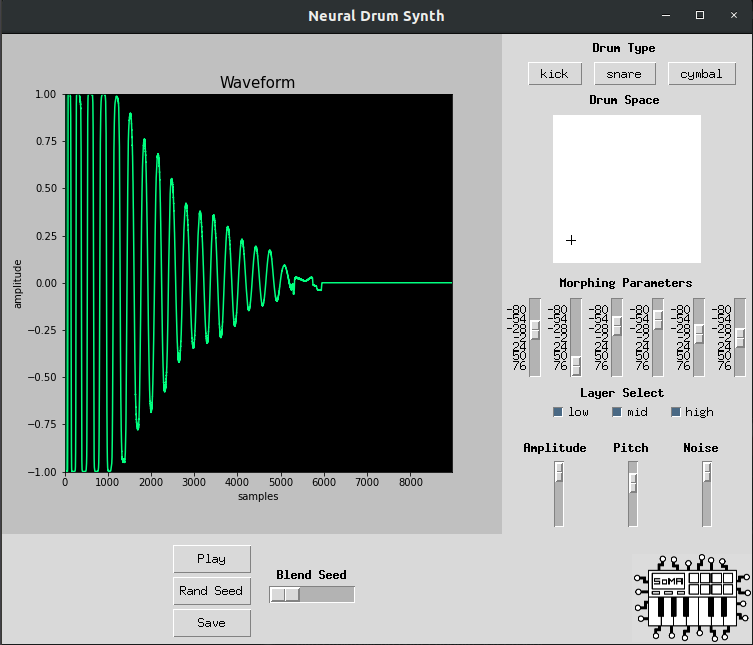 Neural Drum Synth
Waveform
1.00
0.75
0.50
0.25
0.00
−0.25
−0.50
−0.75
−1.00
amplitude
0 1000 2000 3000 4000 5000 6000 7000 8000
samples
Drum Type
kick snare cymbal
Drum Space
Morphing Parameters
-80 -80 -80 -80 -80 -80
-54 -54 -54 -54 -54 -54
-28 -28 -28 -28 -28 -28
-2 -2 -2 -2 -2 -2
24 24 24 24 24 24
50 50 50 50 50 50
76 76 76 76 76 76
Layer Select
low mid high
Amplitude Pitch Noise
Play
Rand Seed
Save
Blend Seed
SoMA